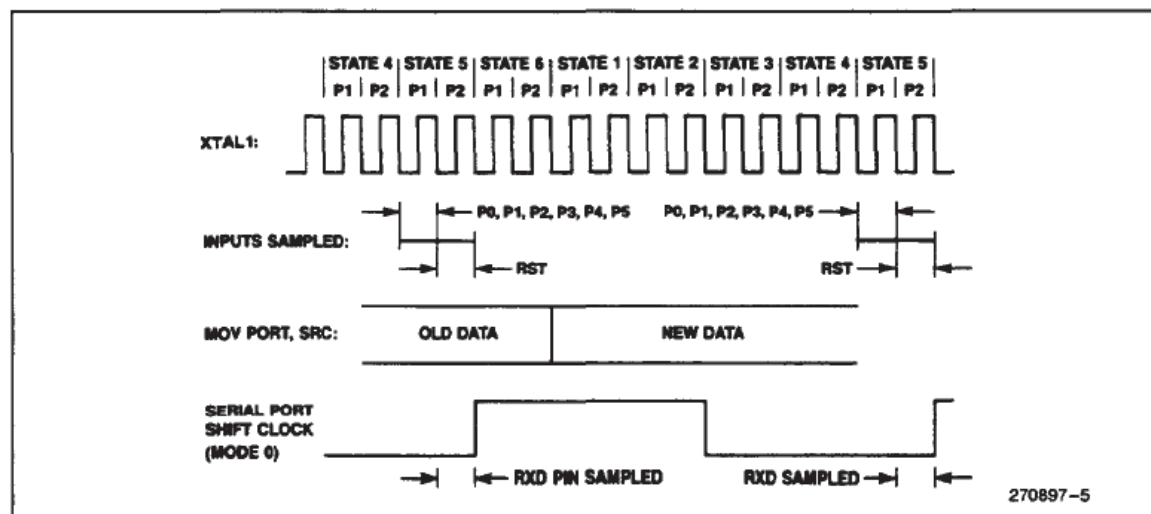 STATE 4 STATE 5 STATE 6 STATE 1 STATE 2 STATE 3 STATE 4 STATE 5
P1 P2 P1 P2 P1 P2 P1 P2 P1 P2 P1 P2 P1 P2 P1 P2
XTAL1:
P0, P1, P2, P3, P4, P5 P0, P1, P2, P3, P4, P5
INPUTS SAMPLED:
RST RST
MOV PORT, SRC: OLD DATA NEW DATA
SERIAL PORT
SHIFT CLOCK
(MODE 0)
RXD PIN SAMPLED RXD SAMPLED
270897-5